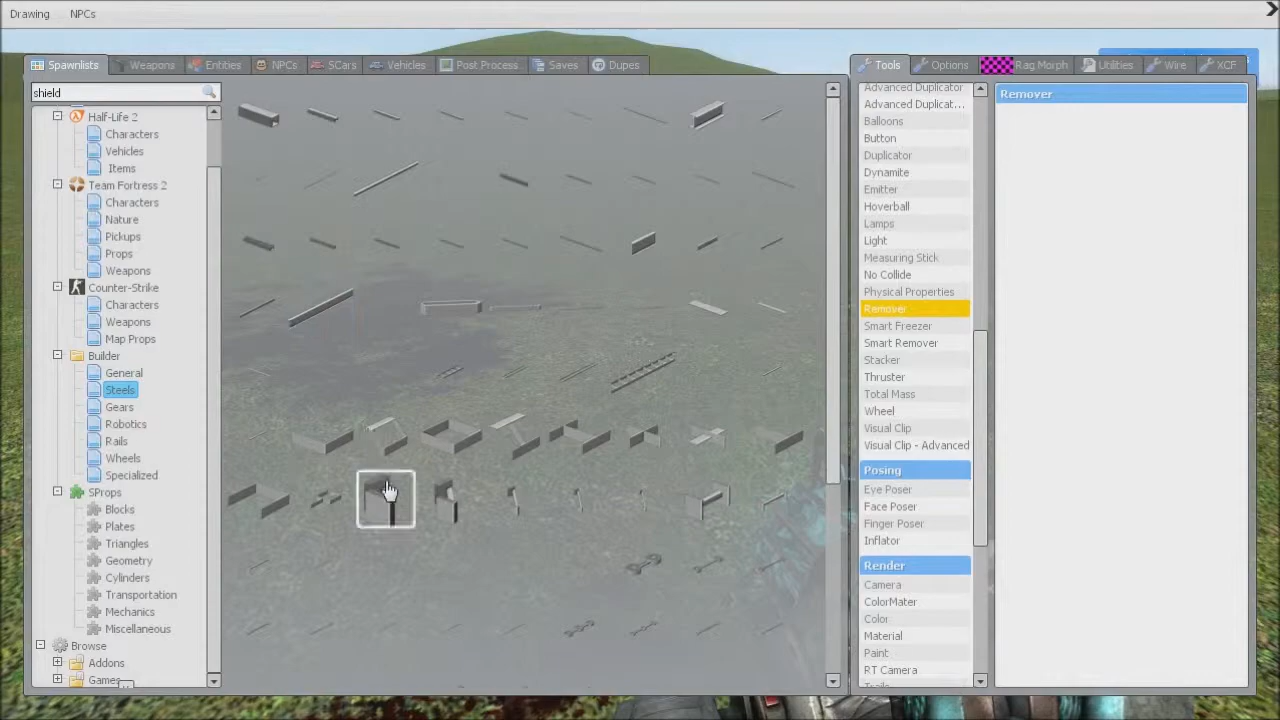 Drawing NPCs
Spawnlists Weapons Entities NPCs SCars Vehicles Post Process Saves Dupes
Tools Options Rag Morph Utilities Wire XCF
shield
Half-Life 2
Characters
Vehicles
Items
Team Fortress 2
Characters
Nature
Pickups
Props
Weapons
Counter-Strike
Characters
Weapons
Map Props
Builder
General
Steels
Gears
Robotics
Rails
Wheels
Specialized
SProps
Blocks
Plates
Triangles
Geometry
Cylinders
Transportation
Mechanics
Miscellaneous
Browse
Addons
Games
Advanced Duplicator
Advanced Duplicat...
Balloons
Button
Duplicator
Dynamite
Emitter
Hoverball
Lamps
Light
Measuring Stick
No Collide
Physical Properties
Remover
Smart Freezer
Smart Remover
Stacker
Thruster
Total Mass
Wheel
Visual Clip
Visual Clip - Advanced
Posing
Eye Poser
Face Poser
Finger Poser
Inflator
Render
Camera
ColorMater
Color
Material
Paint
RT Camera
Trails
Remover